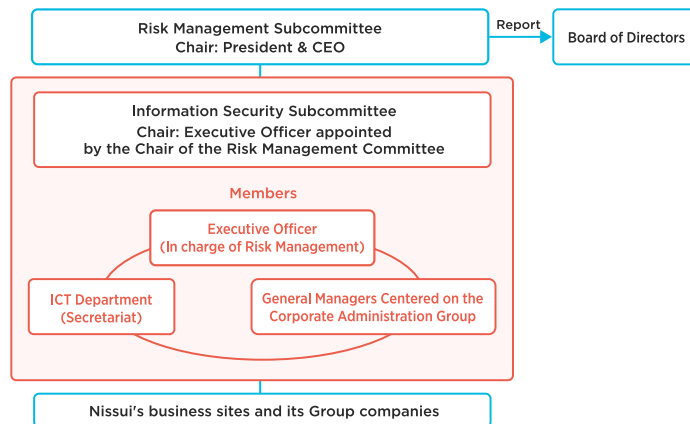 Risk Management Subcommittee
Chair: President & CEO
Report
Board of Directors
Information Security Subcommittee
Chair: Executive Officer appointed
by the Chair of the Risk Management Committee
Members
Executive Officer
(In charge of Risk Management)
ICT Department
(Secretariat)
General Managers Centered on the
Corporate Administration Group
Nissui's business sites and its Group companies